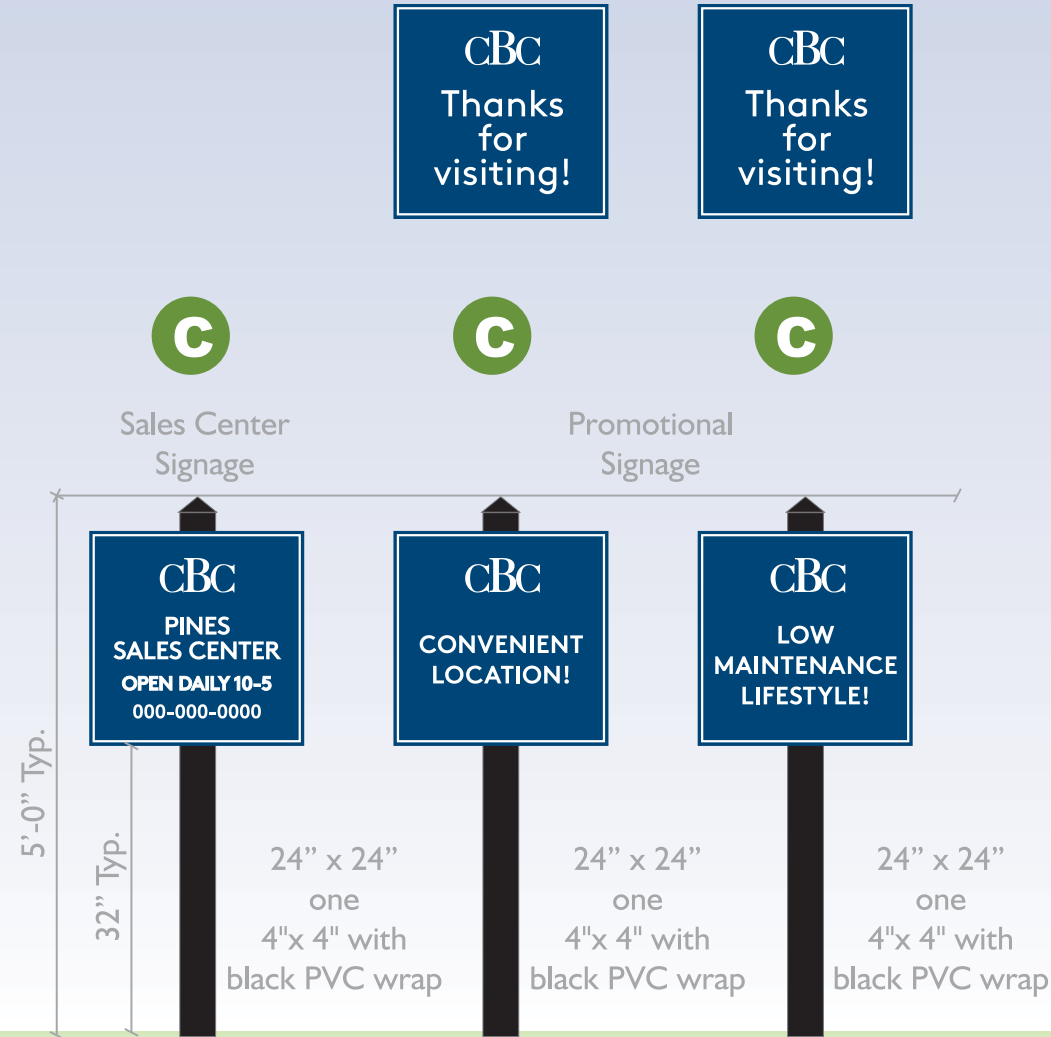 CBC
Thanks
for
visiting!
CBC
Thanks
for
visiting!
C
C
C
Sales Center
Signage
Promotional
Signage
CBC
PINES
SALES CENTER
OPEN DAILY 10-5
000-000-0000
CBC
CONVENIENT
LOCATION!
CBC
LOW
MAINTENANCE
LIFESTYLE!
5’-0” Typ.
32” Typ.
24” x 24”
one
4"x 4" with
black PVC wrap
24” x 24”
one
4"x 4" with
black PVC wrap
24” x 24”
one
4"x 4" with
black PVC wrap